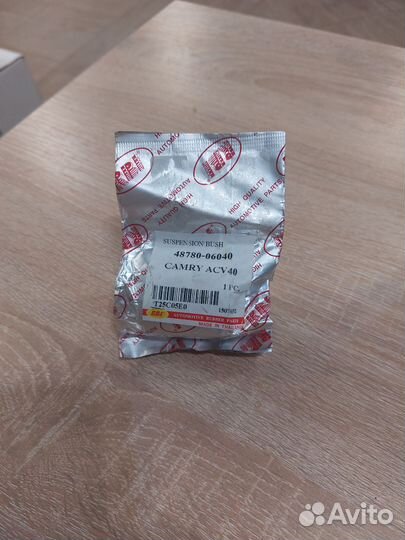 HIGH QUALITY
AUTOMOTIVE PARTS
SUSPENSION BUSH
48780-06040
CAMRY ACV40
1 PC.
T25C05E0
RBI AUTOMOTIVE RUBBER PARTS
MADE IN THAILAND
Avito